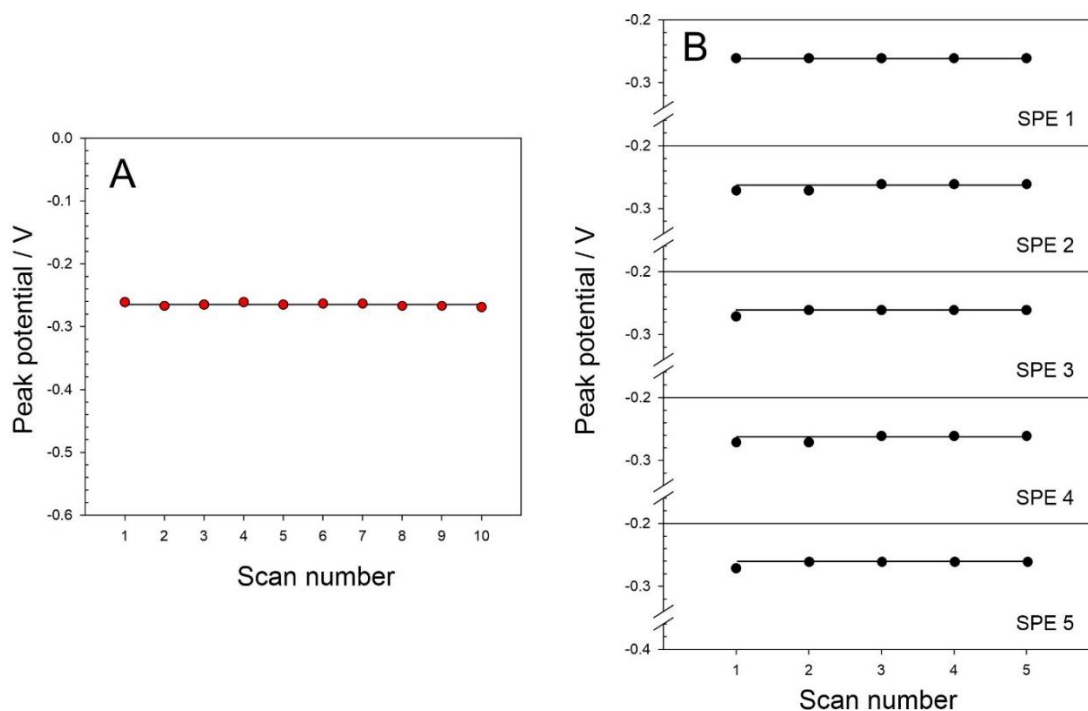 A
Peak potential / V
0.0
-0.1
-0.2
-0.3
-0.4
-0.5
-0.6
1 2 3 4 5 6 7 8 9 10
Scan number
B
Peak potential / V
-0.2
-0.3
SPE 1
-0.2
-0.3
SPE 2
-0.2
-0.3
SPE 3
-0.2
-0.3
SPE 4
-0.2
-0.3
SPE 5
-0.4
1 2 3 4 5
Scan number